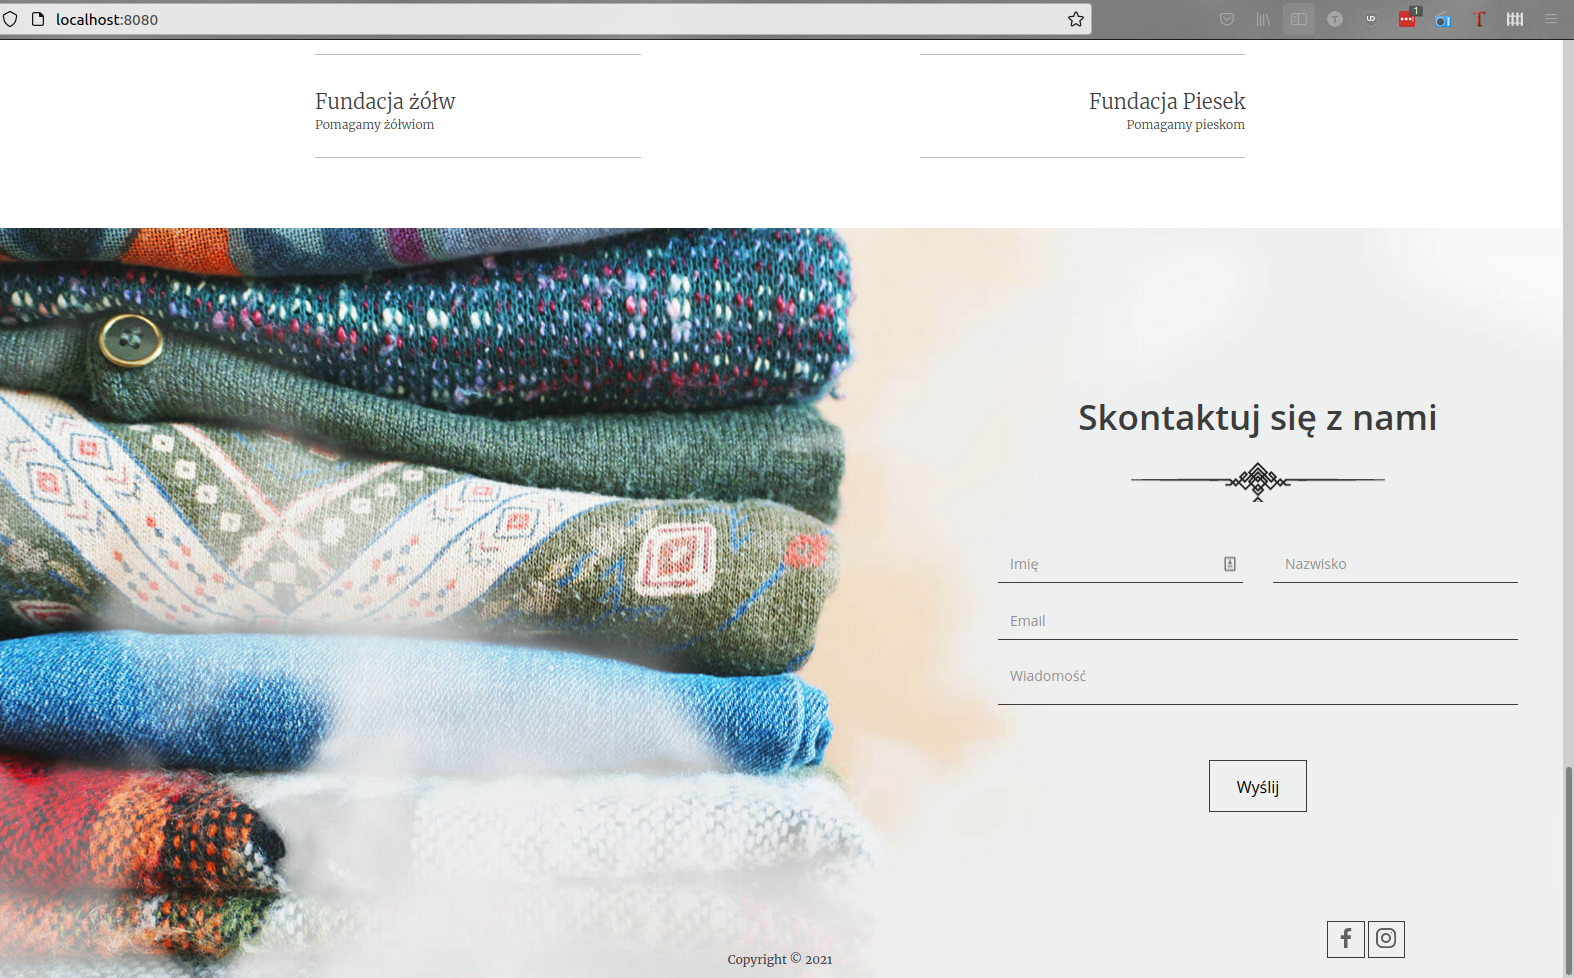 localhost:8080
1
Fundacja żółw
Pomagamy żółwiom
Fundacja Piesek
Pomagamy pieskom
Skontaktuj się z nami
Imię
Nazwisko
Email
Wiadomość
Wyślij
Copyright © 2021